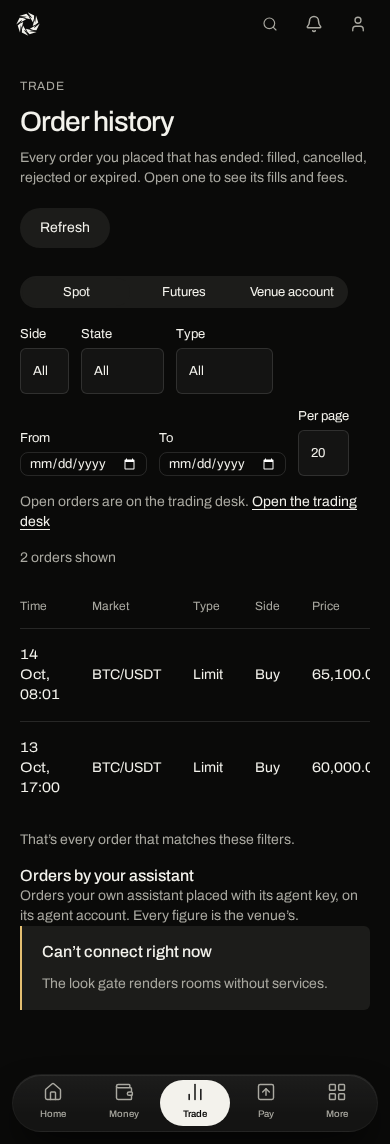 TRADE
Order history
Every order you placed that has ended: filled, cancelled,
rejected or expired. Open one to see its fills and fees.
Refresh
Spot Futures Venue account
Side State Type
All All All
Per page
From To
mm/dd/yyyy mm/dd/yyyy 20
Open orders are on the trading desk. Open the trading
desk
2 orders shown
Time Market Type Side Price
14
Oct, BTC/USDT Limit Buy 65,100.0
08:01
13
Oct, BTC/USDT Limit Buy 60,000.0
17:00
That’s every order that matches these filters.
Orders by your assistant
Orders your own assistant placed with its agent key, on
its agent account. Every figure is the venue’s.
Can’t connect right now
The look gate renders rooms without services.
Home Money Trade Pay More